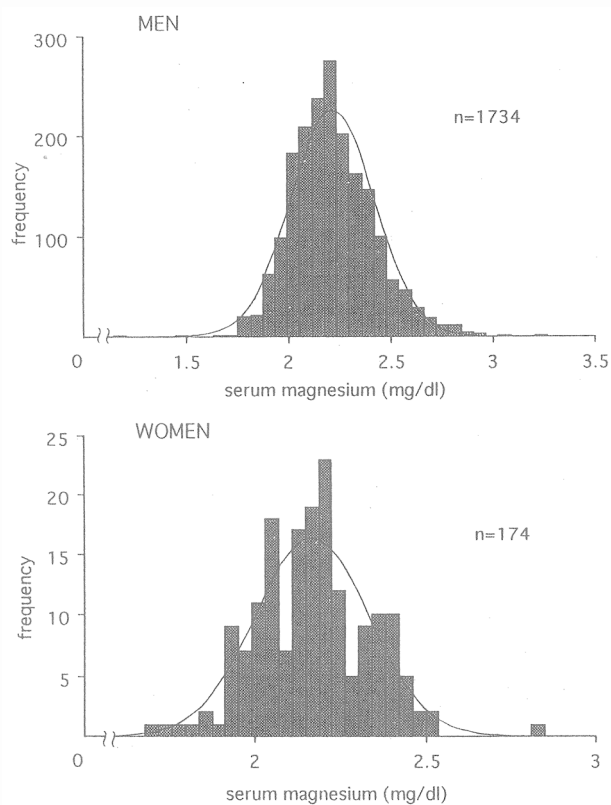 MEN
300
n=1734
200
frequency
100
0 1.5 2 2.5 3 3.5
serum magnesium (mg/dl)
WOMEN
25
20
n=174
15
frequency
10
5
0 2 2.5 3
serum magnesium (mg/dl)